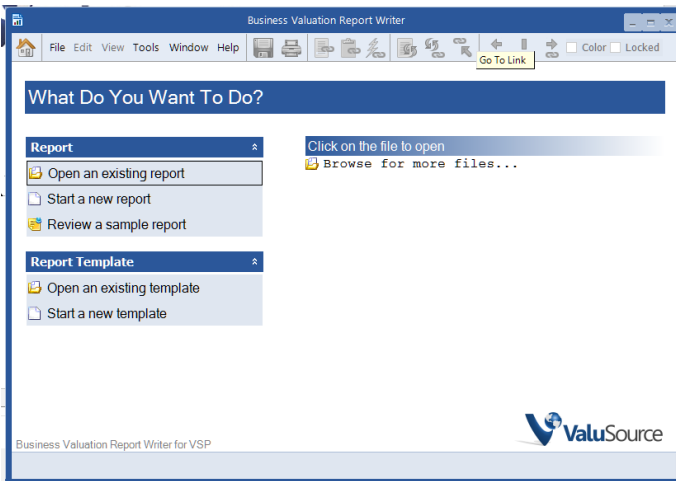 Business Valuation Report Writer
File Edit View Tools Window Help Color Locked
Go To Link
What Do You Want To Do?
Report
Open an existing report
Start a new report
Review a sample report
Report Template
Open an existing template
Start a new template
Click on the file to open
Browse for more files...
ValuSource
Business Valuation Report Writer for VSP